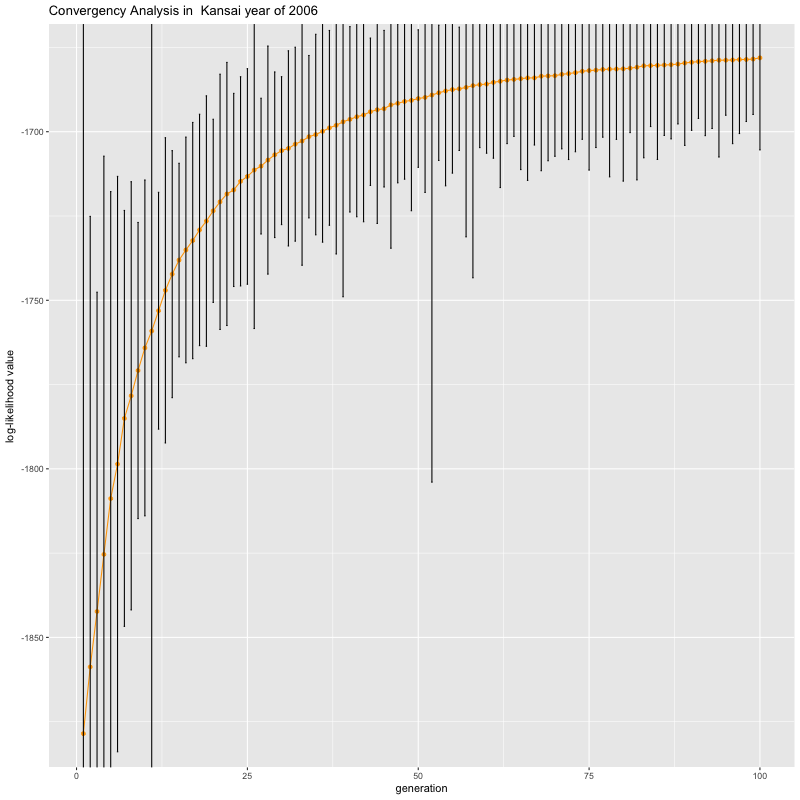 Convergency Analysis in  Kansai year of 2006
log-likelihood value
-1700
-1750
-1800
-1850
0 25 50 75 100
generation